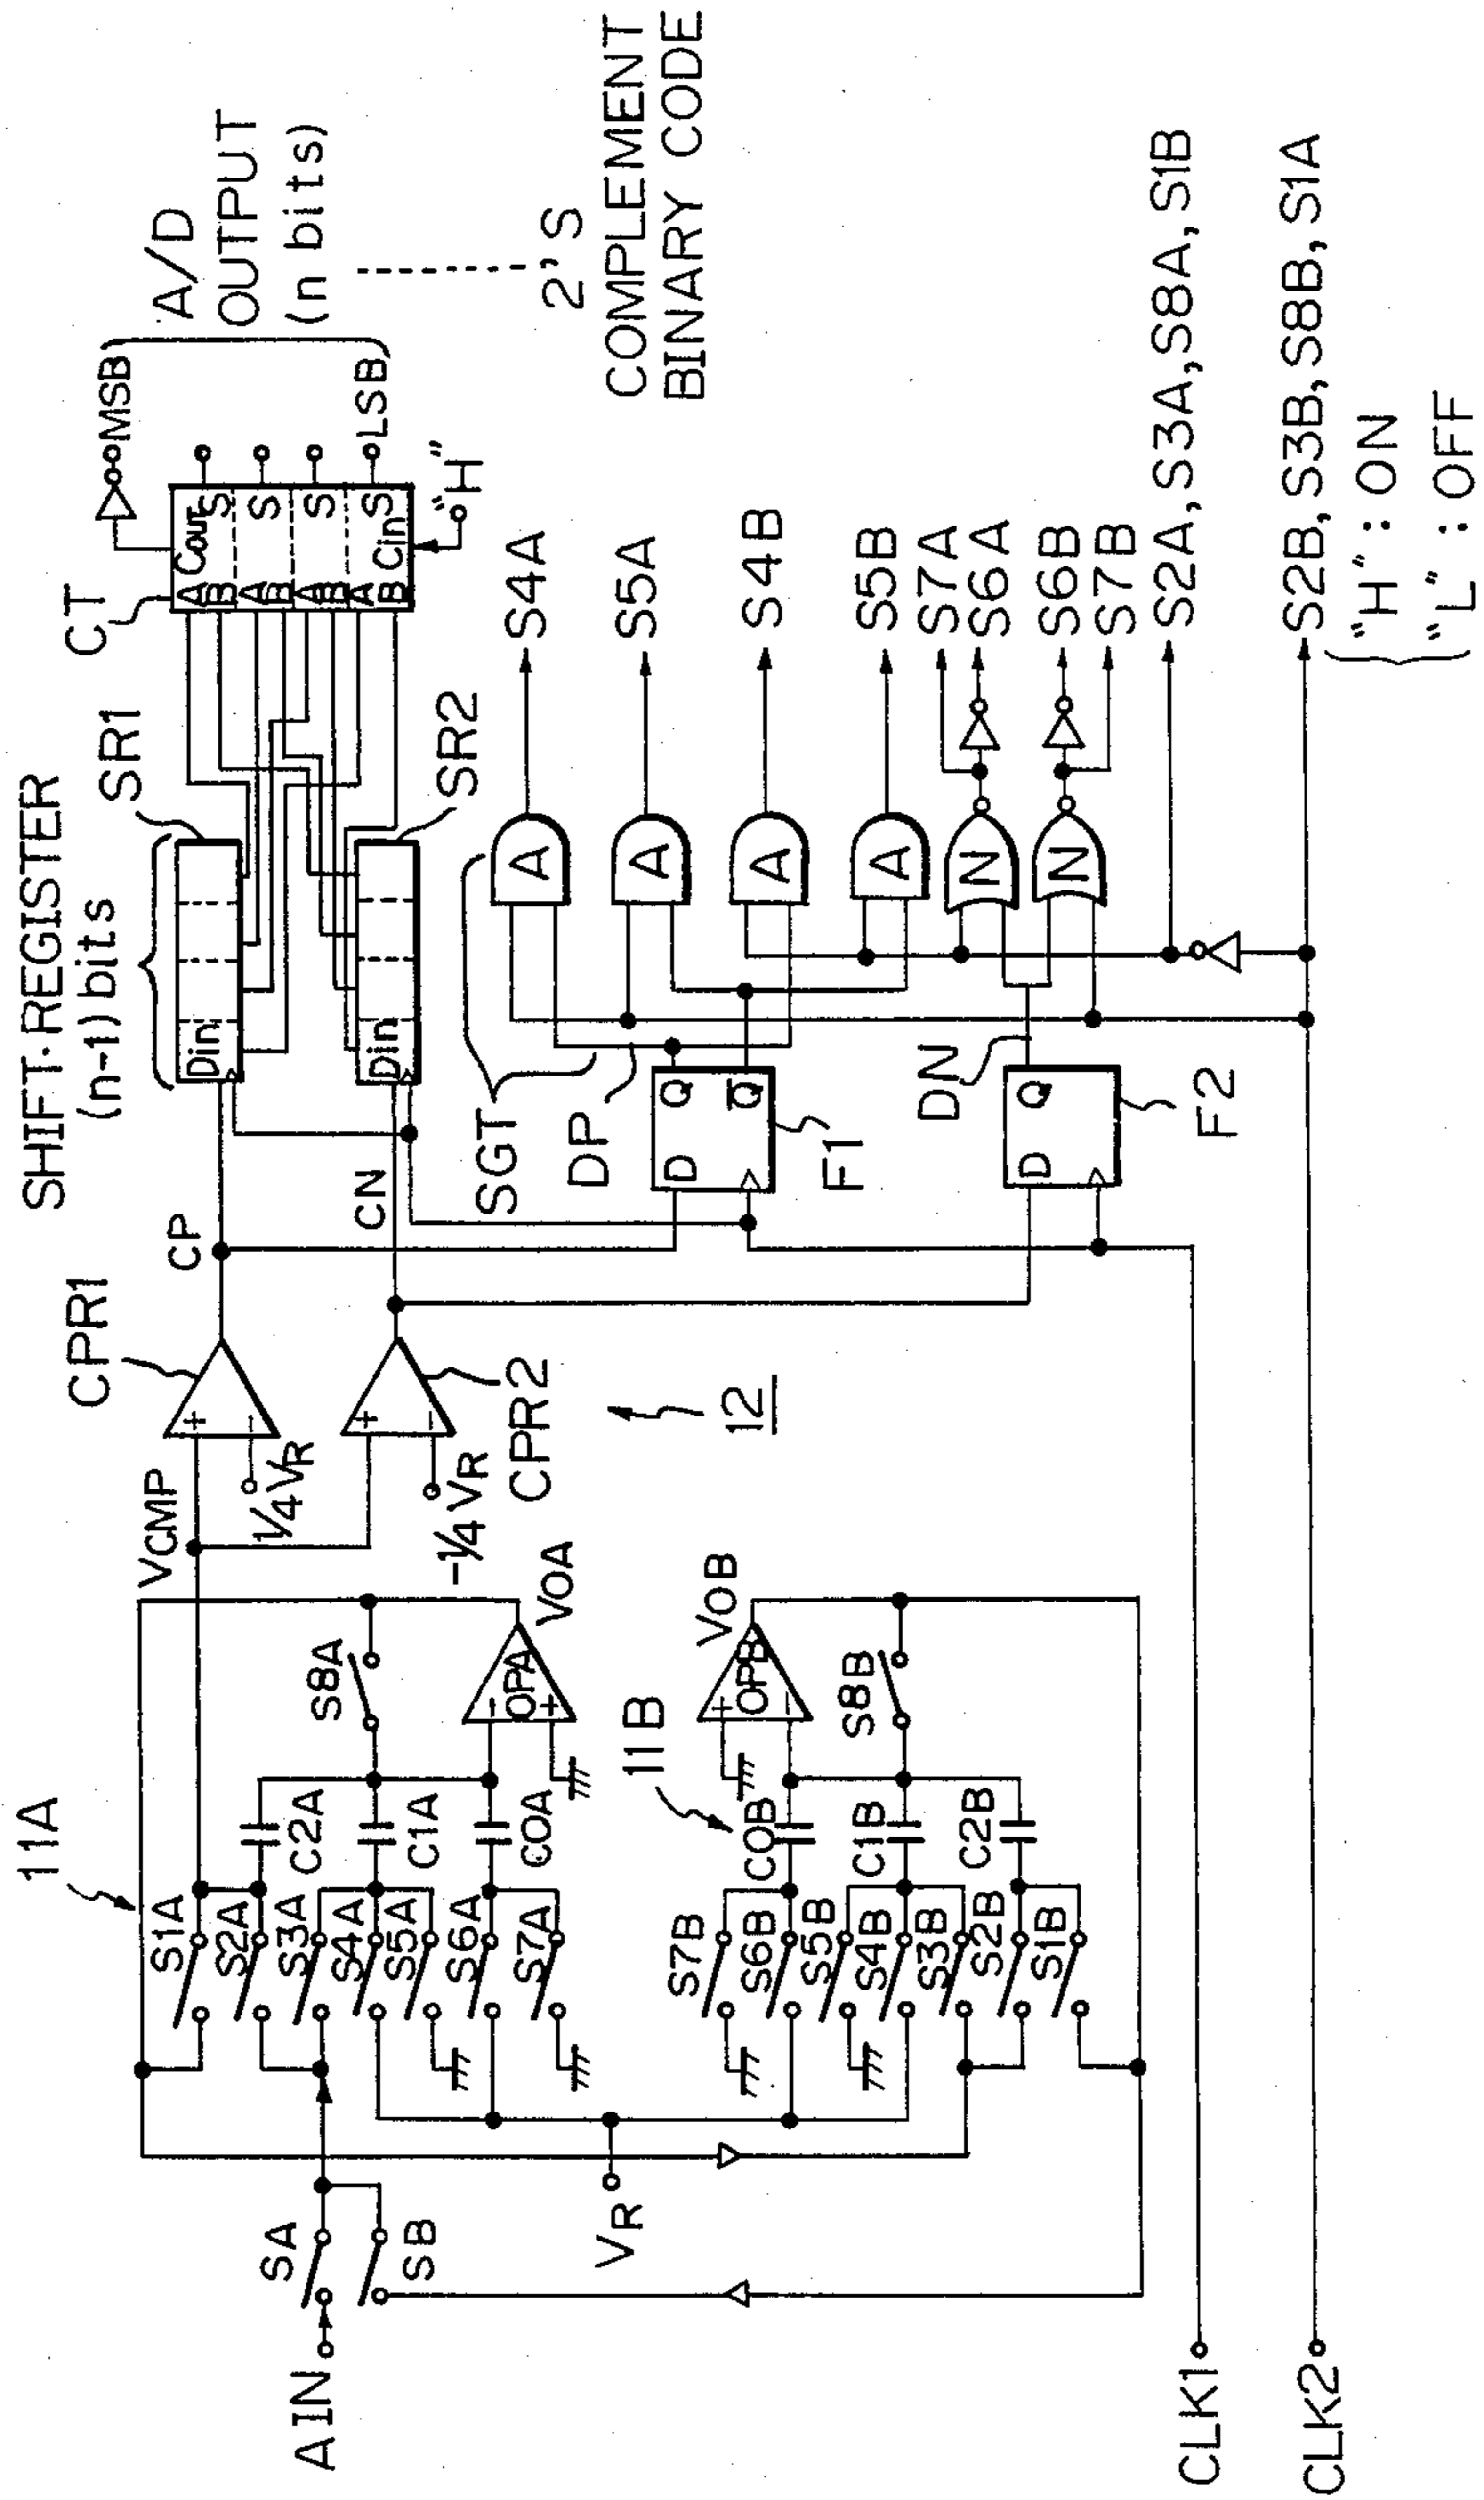 SHIFT·REGISTER
(n-1) bits
SR1
SR2
CT
A/D
OUTPUT
(n bits)
2'S
COMPLEMENT
BINARY CODE
MSB
LSB
"H"
Cout
Cin
A
B
S
A
B
S
A
B
S
A
B
S
Din
Din
11A
VCMP
CPR1
CP
+
-
1/4 VR
CN
CPR2
+
-
-1/4 VR
12
SGT
DP
DN
D
Q
Q
F1
D
Q
F2
A
A
A
A
N
N
S4A
S5A
S4B
S5B
S7A
S6A
S6B
S7B
S2A, S3A, S8A, S1B
S2B, S3B, S8B, S1A
"H" : ON
"L" : OFF
S1A
S2A
S3A
S4A
S5A
S6A
S7A
C2A
C1A
C0A
S8A
OPA
-
+
VOA
11B
VOB
OPB
+
-
S8B
C0B
C1B
C2B
S7B
S6B
S5B
S4B
S3B
S2B
S1B
AIN
SA
SB
VR
CLK1
CLK2